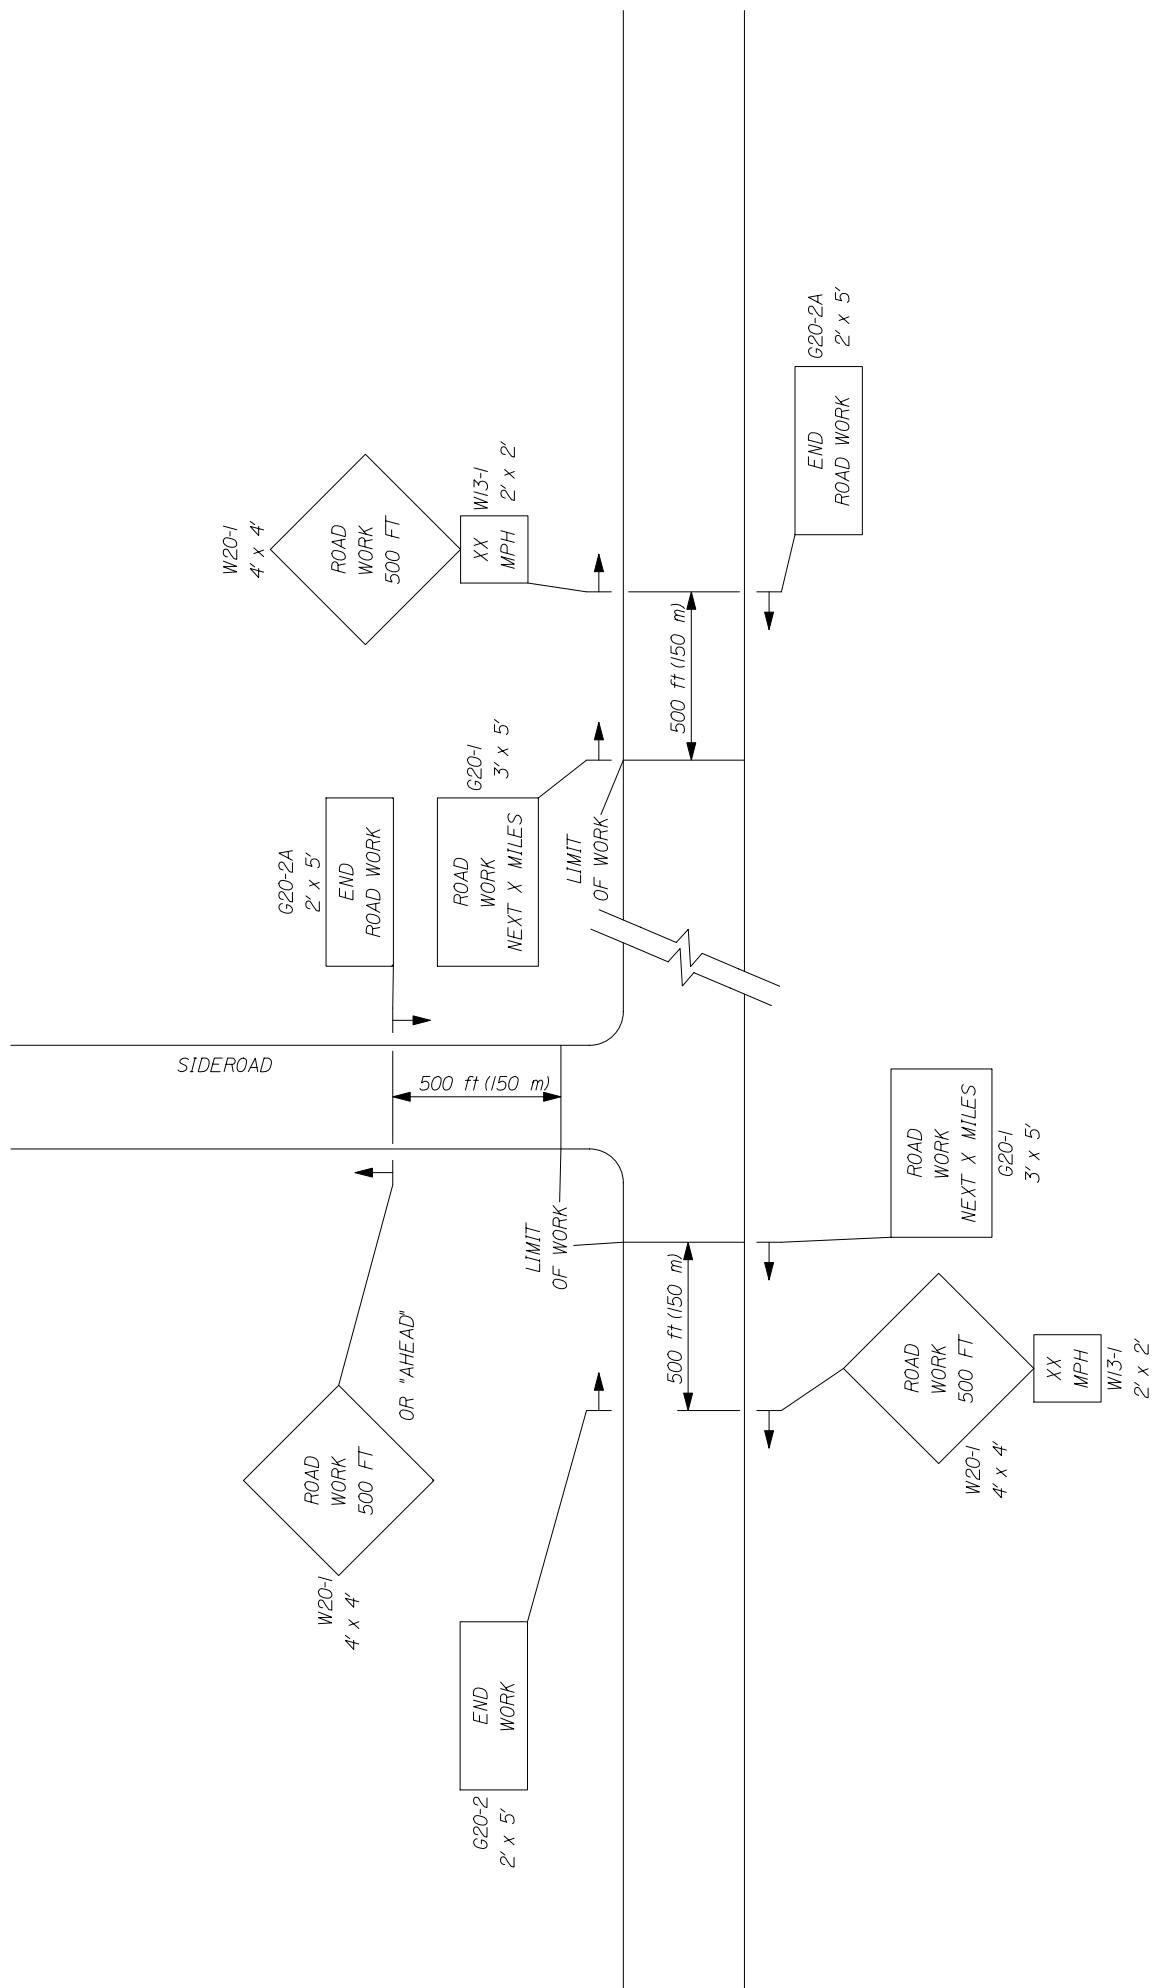 W20-1
4' x 4'
ROAD
WORK
500 FT
XX
MPH
W13-1
2' x 2'
G20-2A
2' x 5'
END
ROAD WORK
500 ft (150 m)
G20-1
3' x 5'
ROAD
WORK
NEXT X MILES
LIMIT
OF WORK
G20-2A
2' x 5'
END
ROAD WORK
SIDEROAD
500 ft (150 m)
LIMIT
OF WORK
ROAD
WORK
NEXT X MILES
G20-1
3' x 5'
500 ft (150 m)
ROAD
WORK
500 FT
W20-1
4' x 4'
XX
MPH
W13-1
2' x 2'
OR "AHEAD"
ROAD
WORK
500 FT
W20-1
4' x 4'
END
WORK
G20-2
2' x 5'